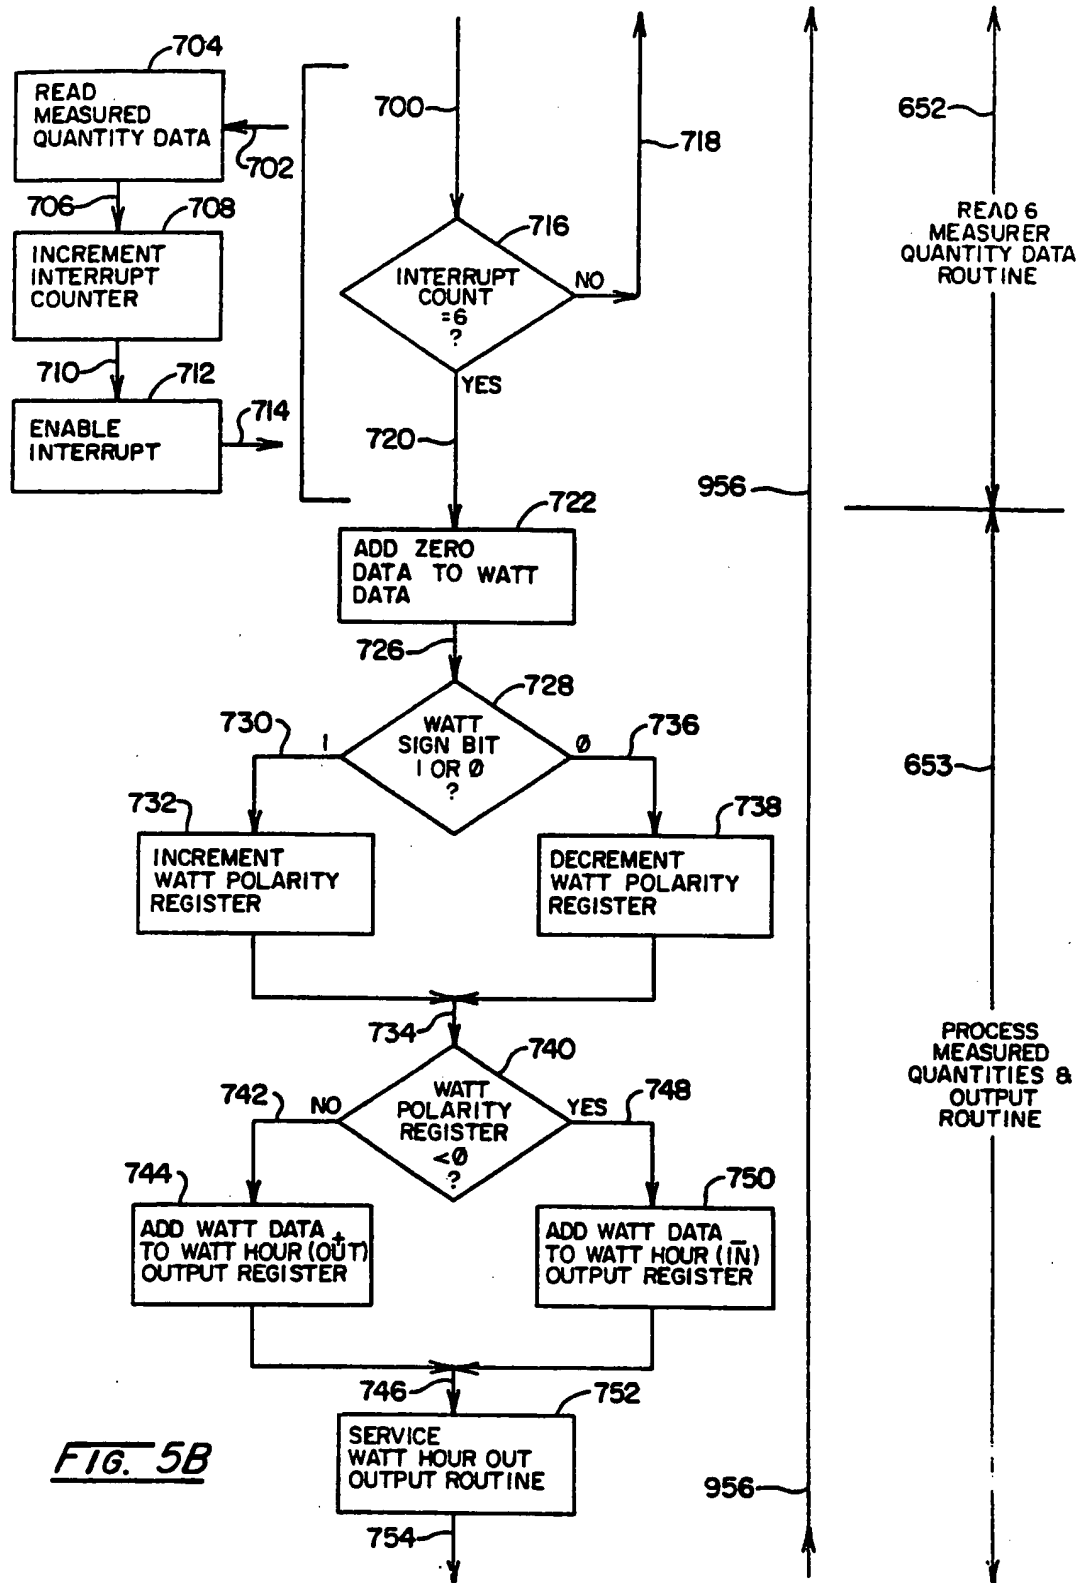 704
READ
MEASURED
QUANTITY DATA
702
706
708
INCREMENT
INTERRUPT
COUNTER
710
712
ENABLE
INTERRUPT
714
700
718
716
INTERRUPT
COUNT
=6
?
NO
YES
720
722
ADD ZERO
DATA TO WATT
DATA
726
728
WATT
SIGN BIT
1 OR Ø
?
730
1
Ø
736
732
INCREMENT
WATT POLARITY
REGISTER
738
DECREMENT
WATT POLARITY
REGISTER
734
740
WATT
POLARITY
REGISTER
<Ø
?
742
NO
YES
748
744
ADD WATT DATA +
TO WATT HOUR (OUT)
OUTPUT REGISTER
750
ADD WATT DATA –
TO WATT HOUR (IN)
OUTPUT REGISTER
746
752
SERVICE
WATT HOUR OUT
OUTPUT ROUTINE
754
956
956
652
READ 6
MEASURER
QUANTITY DATA
ROUTINE
653
PROCESS
MEASURED
QUANTITIES &
OUTPUT
ROUTINE
FIG. 5B